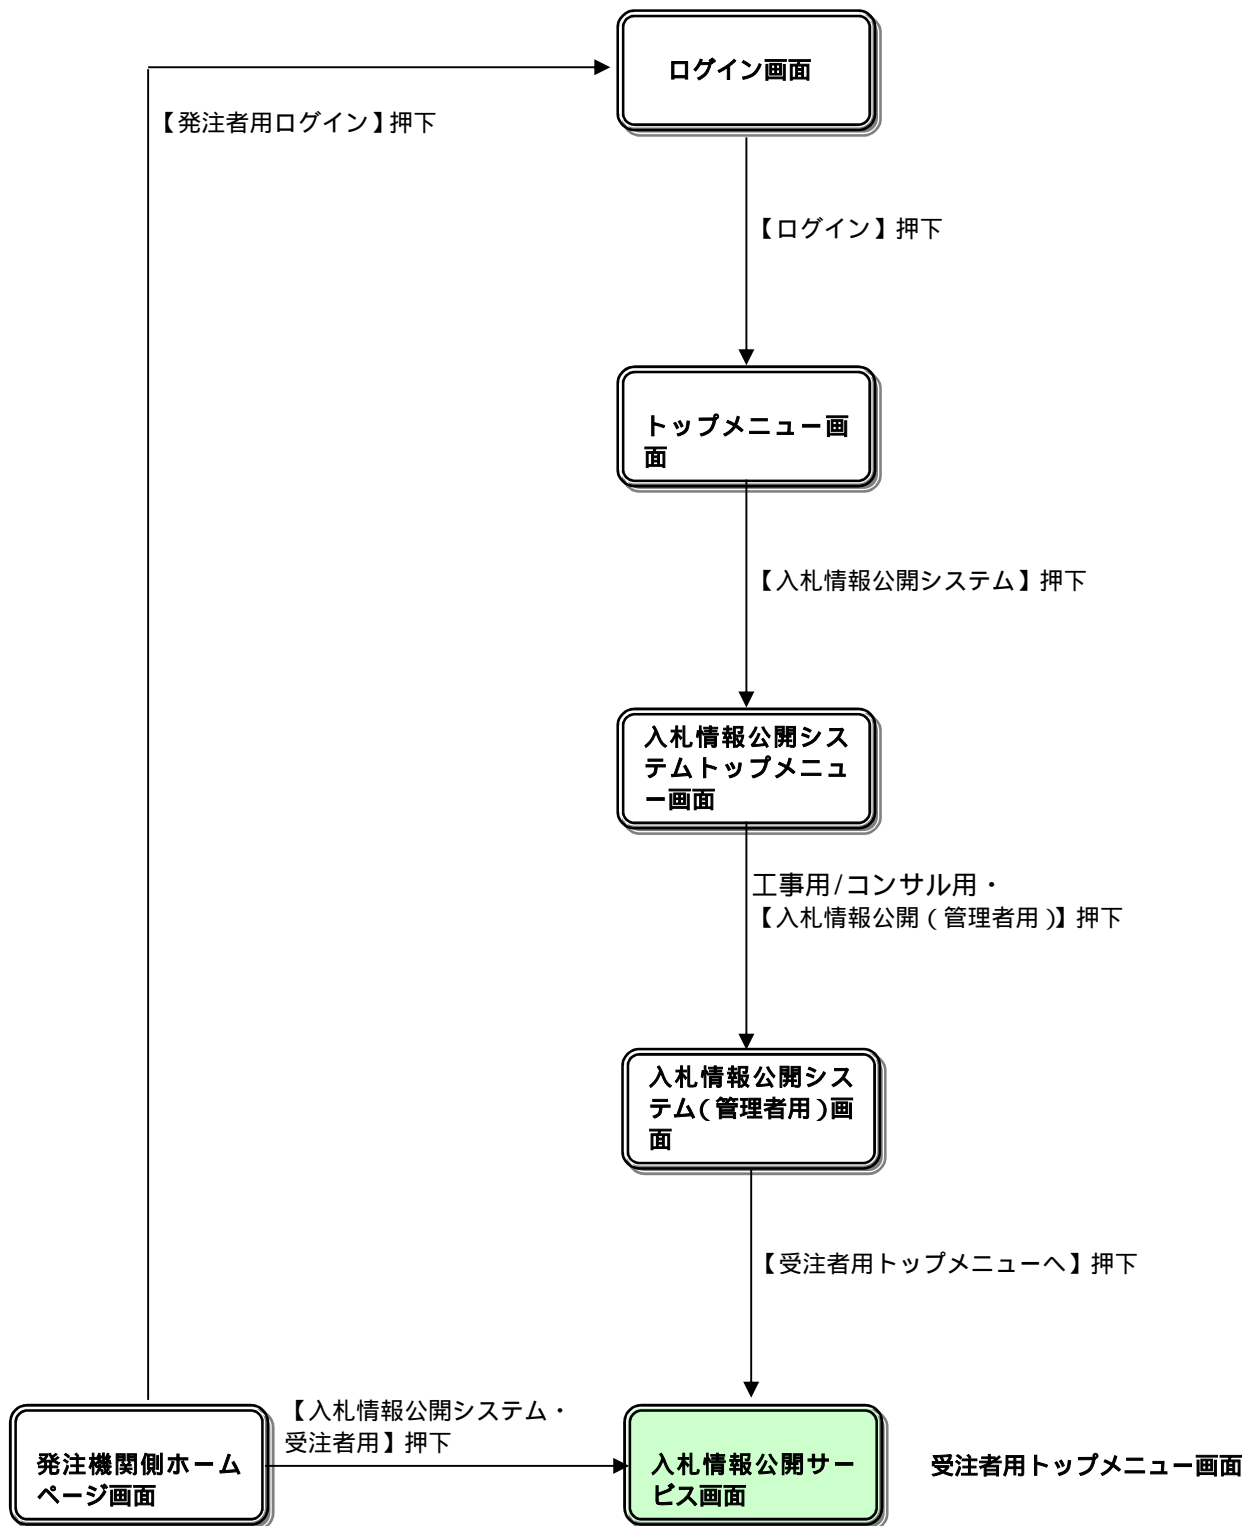 ログイン画面
【発注者用ログイン】押下
【ログイン】押下
トップメニュー画
面
【入札情報公開システム】押下
入札情報公開シス
テムトップメニュ
ー画面
工事用/コンサル用・
【入札情報公開(管理者用)】押下
入札情報公開シス
テム(管理者用)画
面
【受注者用トップメニューへ】押下
【入札情報公開システム・
受注者用】押下
発注機関側ホーム
ページ画面
入札情報公開サー
ビス画面
受注者用トップメニュー画面